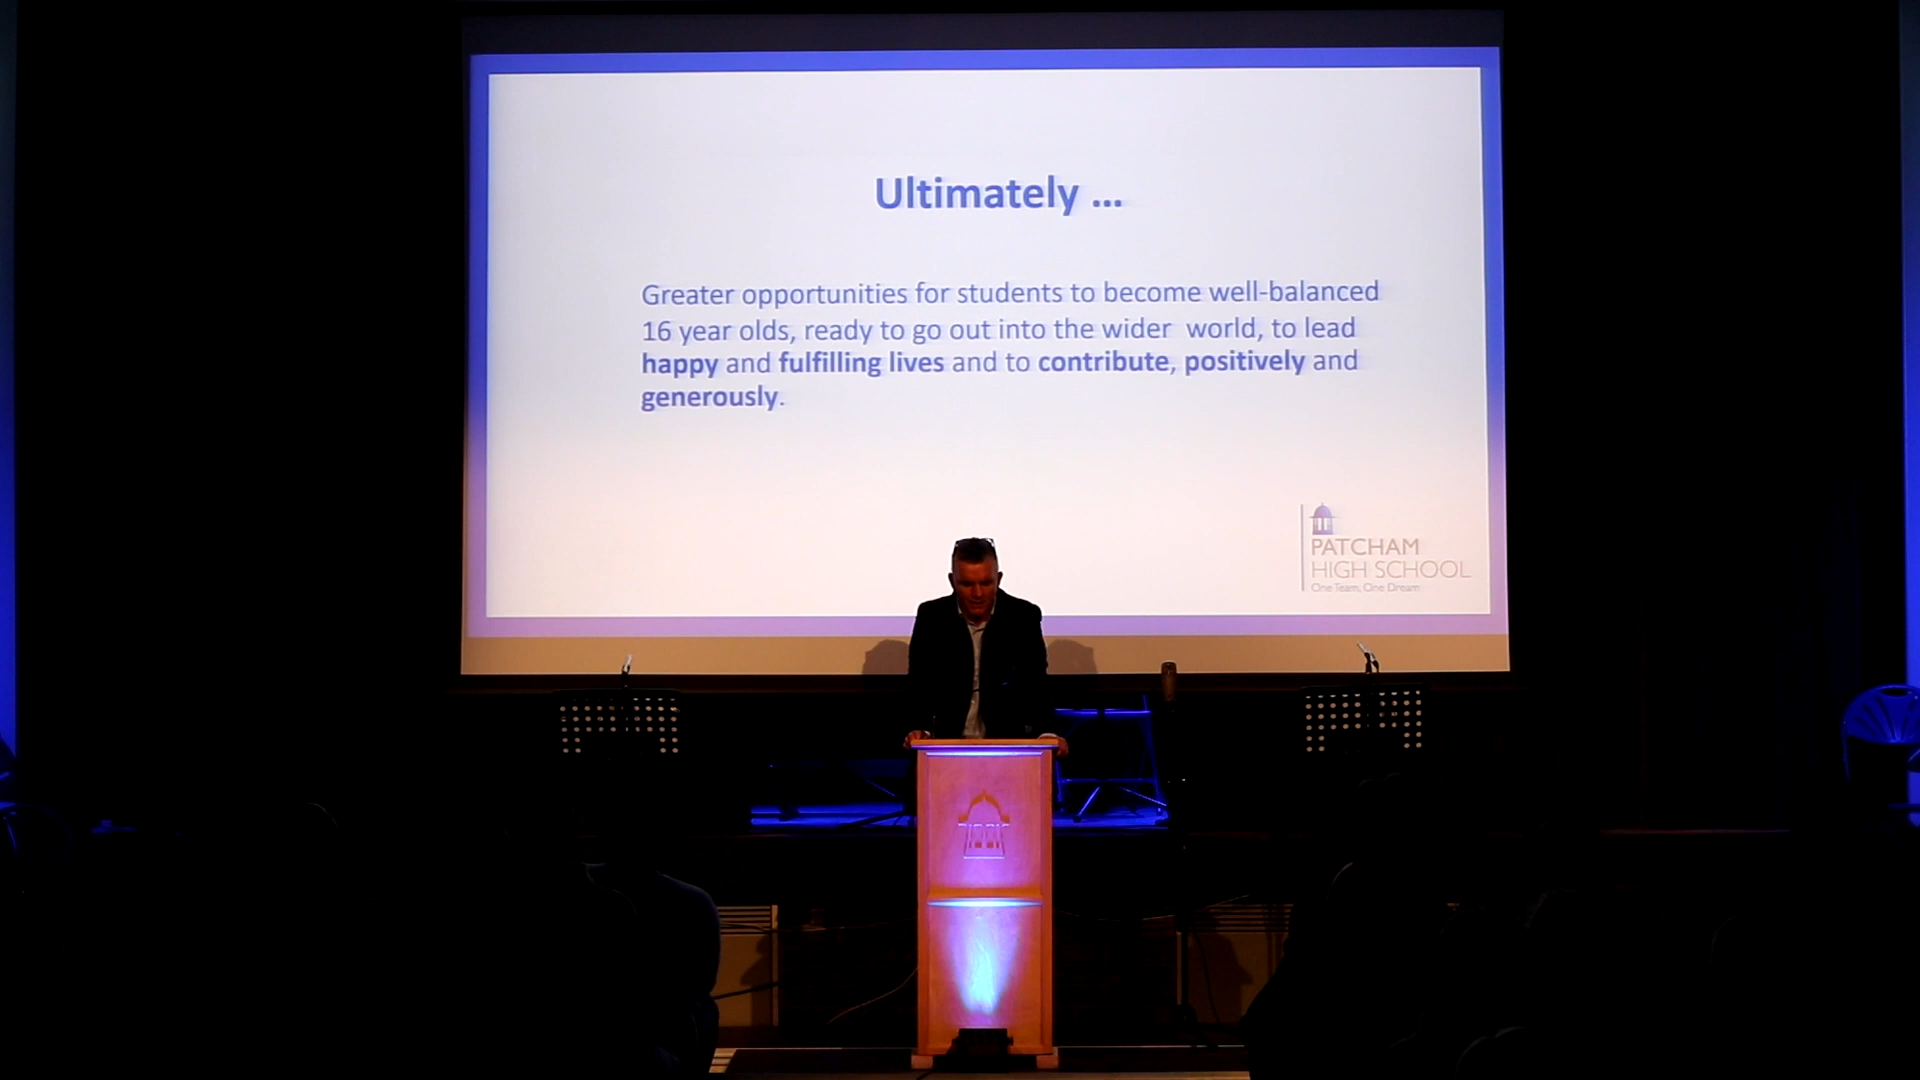 Ultimately ...
Greater opportunities for students to become well-balanced
16 year olds, ready to go out into the wider world, to lead
happy and fulfilling lives and to contribute, positively and
generously.
PATCHAM
HIGH SCHOOL
One Team, One Dream